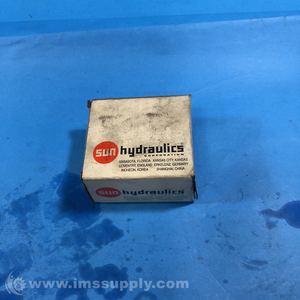 sun hydraulics
CORPORATION
SARASOTA, FLORIDA KANSAS CITY, KANSAS
COVENTRY, ENGLAND ERKELENZ, GERMANY
INCHEON, KOREA SHANGHAI, CHINA
sun hydraulics
© www.imssupply.com